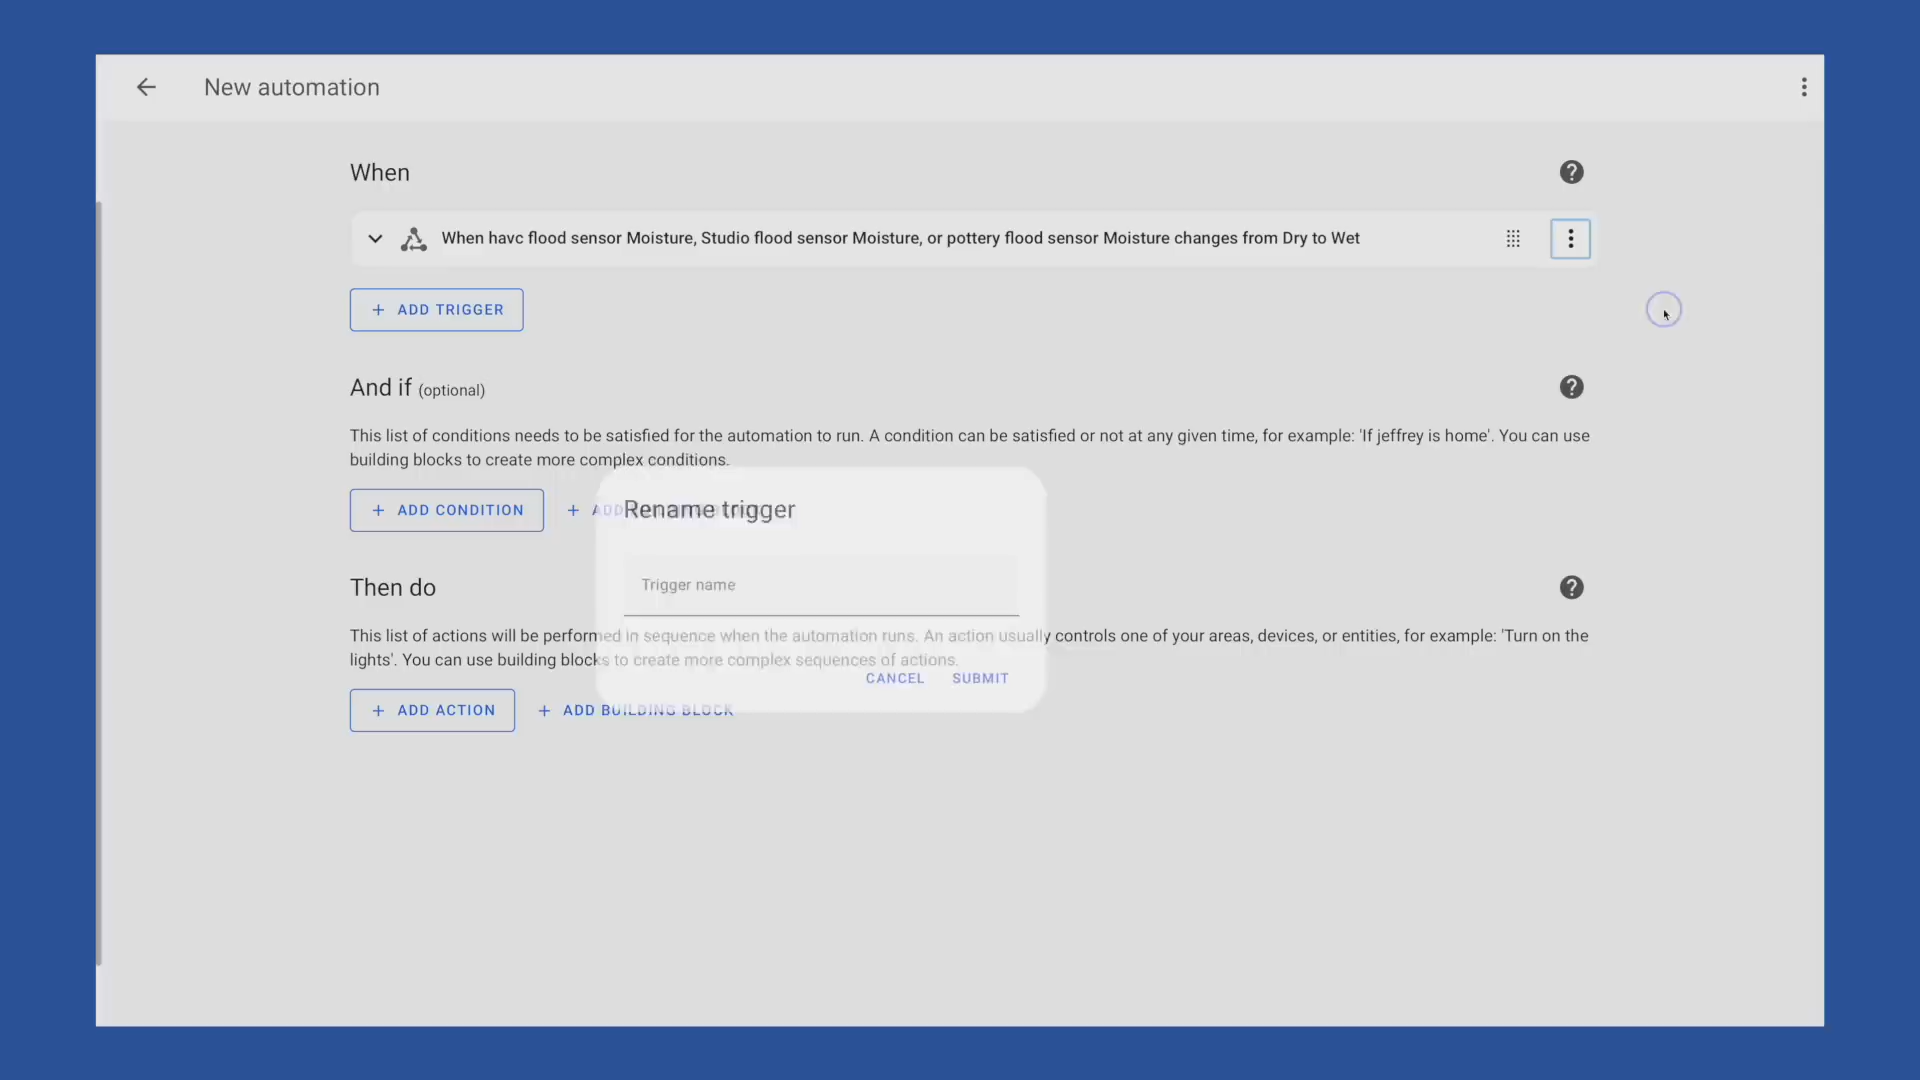 New automation
When
When havc flood sensor Moisture, Studio flood sensor Moisture, or pottery flood sensor Moisture changes from Dry to Wet
+ ADD TRIGGER
And if (optional)
This list of conditions needs to be satisfied for the automation to run. A condition can be satisfied or not at any given time, for example: 'If jeffrey is home'. You can use
building blocks to create more complex conditions.
+ ADD CONDITION
+ ADD
Rename trigger
Trigger name
Then do
This list of actions will be performed in sequence when the automation runs. An action usually controls one of your areas, devices, or entities, for example: 'Turn on the
lights'. You can use building blocks to create more complex sequences of actions.
CANCEL SUBMIT
+ ADD ACTION
+ ADD BUILDING BLOCK